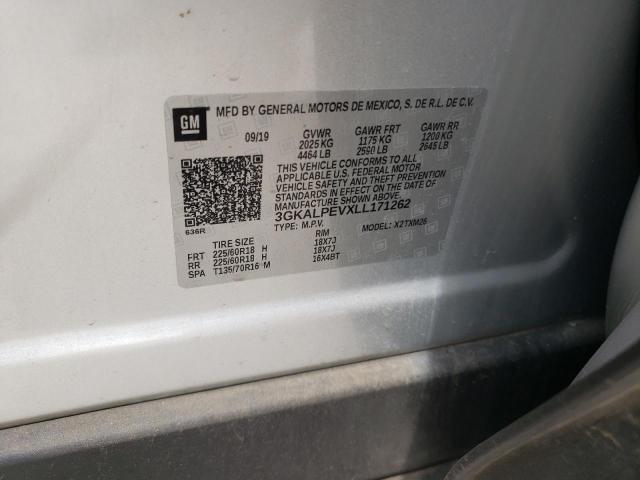 GM MFD BY GENERAL MOTORS DE MEXICO, S. DE R.L. DE C.V.
09/19 GVWR GAWR FRT GAWR RR
2025 KG 1175 KG 1200 KG
4464 LB 2590 LB 2645 LB
THIS VEHICLE CONFORMS TO ALL
APPLICABLE U.S. FEDERAL MOTOR
VEHICLE SAFETY AND THEFT PREVENTION
STANDARDS IN EFFECT ON THE DATE OF
MANUFACTURE SHOWN ABOVE.
3GKALPEVXLL171262
636R TYPE: M.P.V. MODEL: X2TXM26
TIRE SIZE RIM
FRT 225/60R18 H 18X7J
RR 225/60R18 H 18X7J
SPA T135/70R16 M 16X4BT